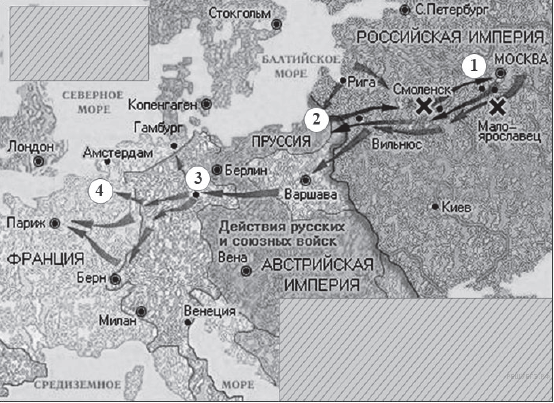 Стокгольм
С.Петербург
РОССИЙСКАЯ ИМПЕРИЯ
БАЛТИЙСКОЕ
МОРЕ
1
МОСКВА
СЕВЕРНОЕ
МОРЕ
Рига
Смоленск
Копенгаген
Гамбург
2
ПРУССИЯ
Мало-
ярославец
Вильнюс
Лондон
Амстердам
4
3
Берлин
Варшава
Париж
Киев
Действия русских
и союзных войск
ФРАНЦИЯ
Вена
АВСТРИЙСКАЯ
ИМПЕРИЯ
Берн
Милан
Венеция
СРЕДИЗЕМНОЕ
МОРЕ